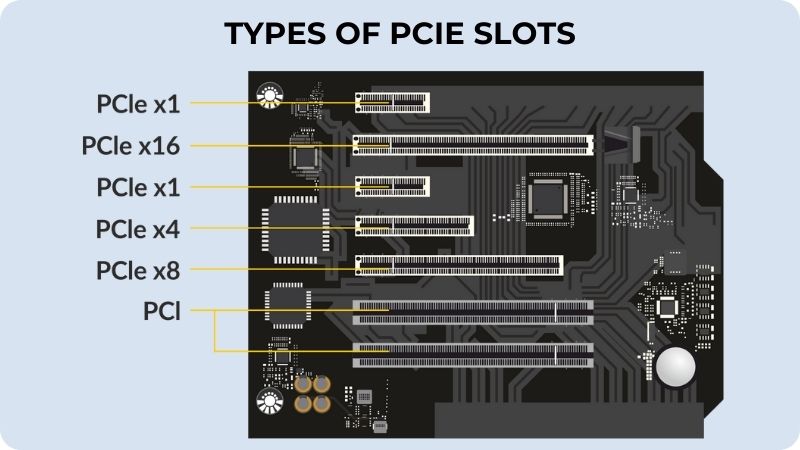 TYPES OF PCIE SLOTS
PCIe x1
PCIe x16
PCIe x1
PCIe x4
PCIe x8
PCI